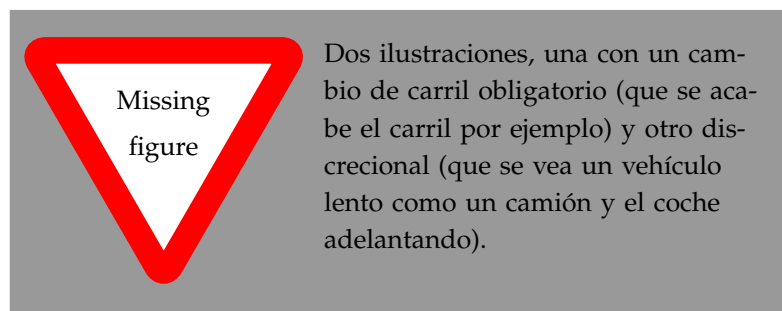 Missing
figure
Dos ilustraciones, una con un cam-
bio de carril obligatorio (que se aca-
be el carril por ejemplo) y otro dis-
crecional (que se vea un vehículo
lento como un camión y el coche
adelantando).